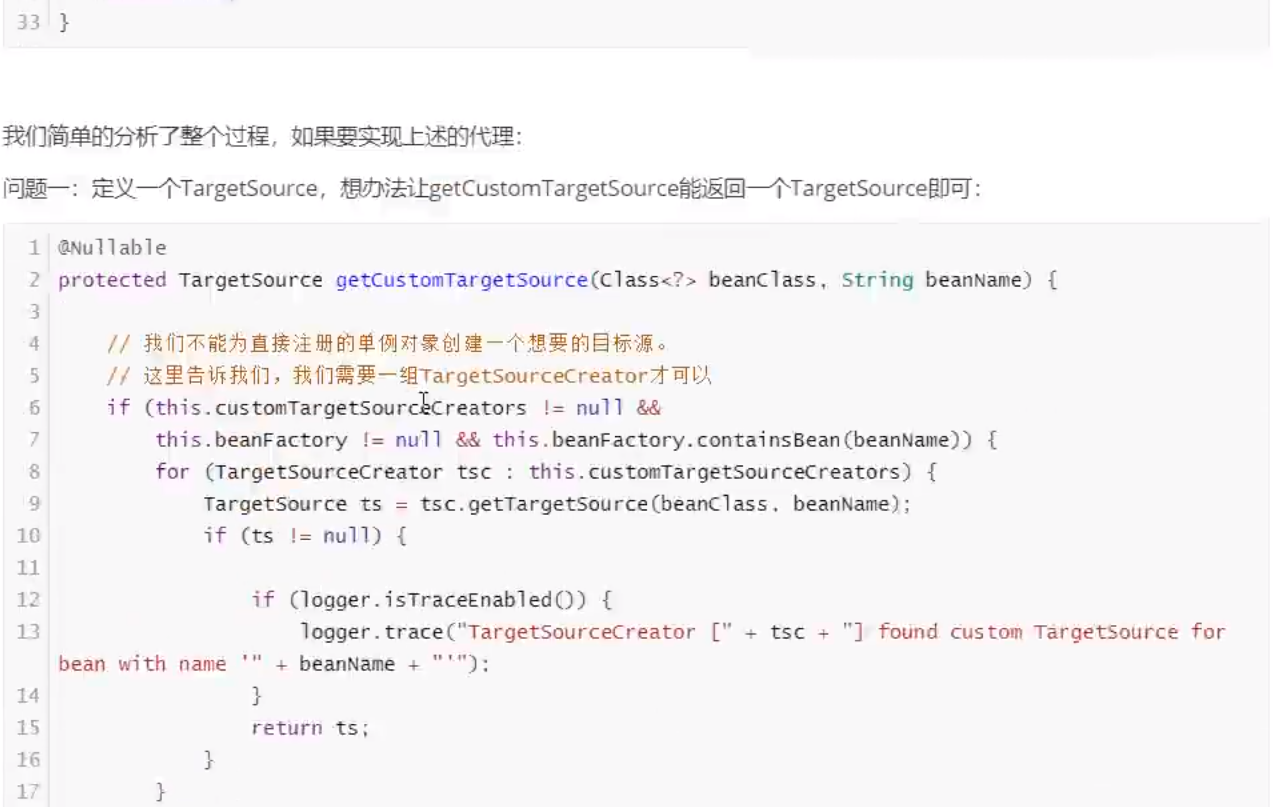 33 }
我们简单的分析了整个过程，如果要实现上述的代理：
问题一：定义一个TargetSource，想办法让getCustomTargetSource能返回一个TargetSource即可：
1 @Nullable
2 protected TargetSource getCustomTargetSource(Class<?> beanClass, String beanName) {
3
4     // 我们不能为直接注册的单例对象创建一个想要的目标源。
5     // 这里告诉我们，我们需要一组TargetSourceCreator才可以
6     if (this.customTargetSourceCreators != null &&
7         this.beanFactory != null && this.beanFactory.containsBean(beanName)) {
8         for (TargetSourceCreator tsc : this.customTargetSourceCreators) {
9             TargetSource ts = tsc.getTargetSource(beanClass, beanName);
10             if (ts != null) {
11
12                 if (logger.isTraceEnabled()) {
13                     logger.trace("TargetSourceCreator [" + tsc + "] found custom TargetSource for
bean with name '" + beanName + "'");
14                 }
15                 return ts;
16             }
17         }